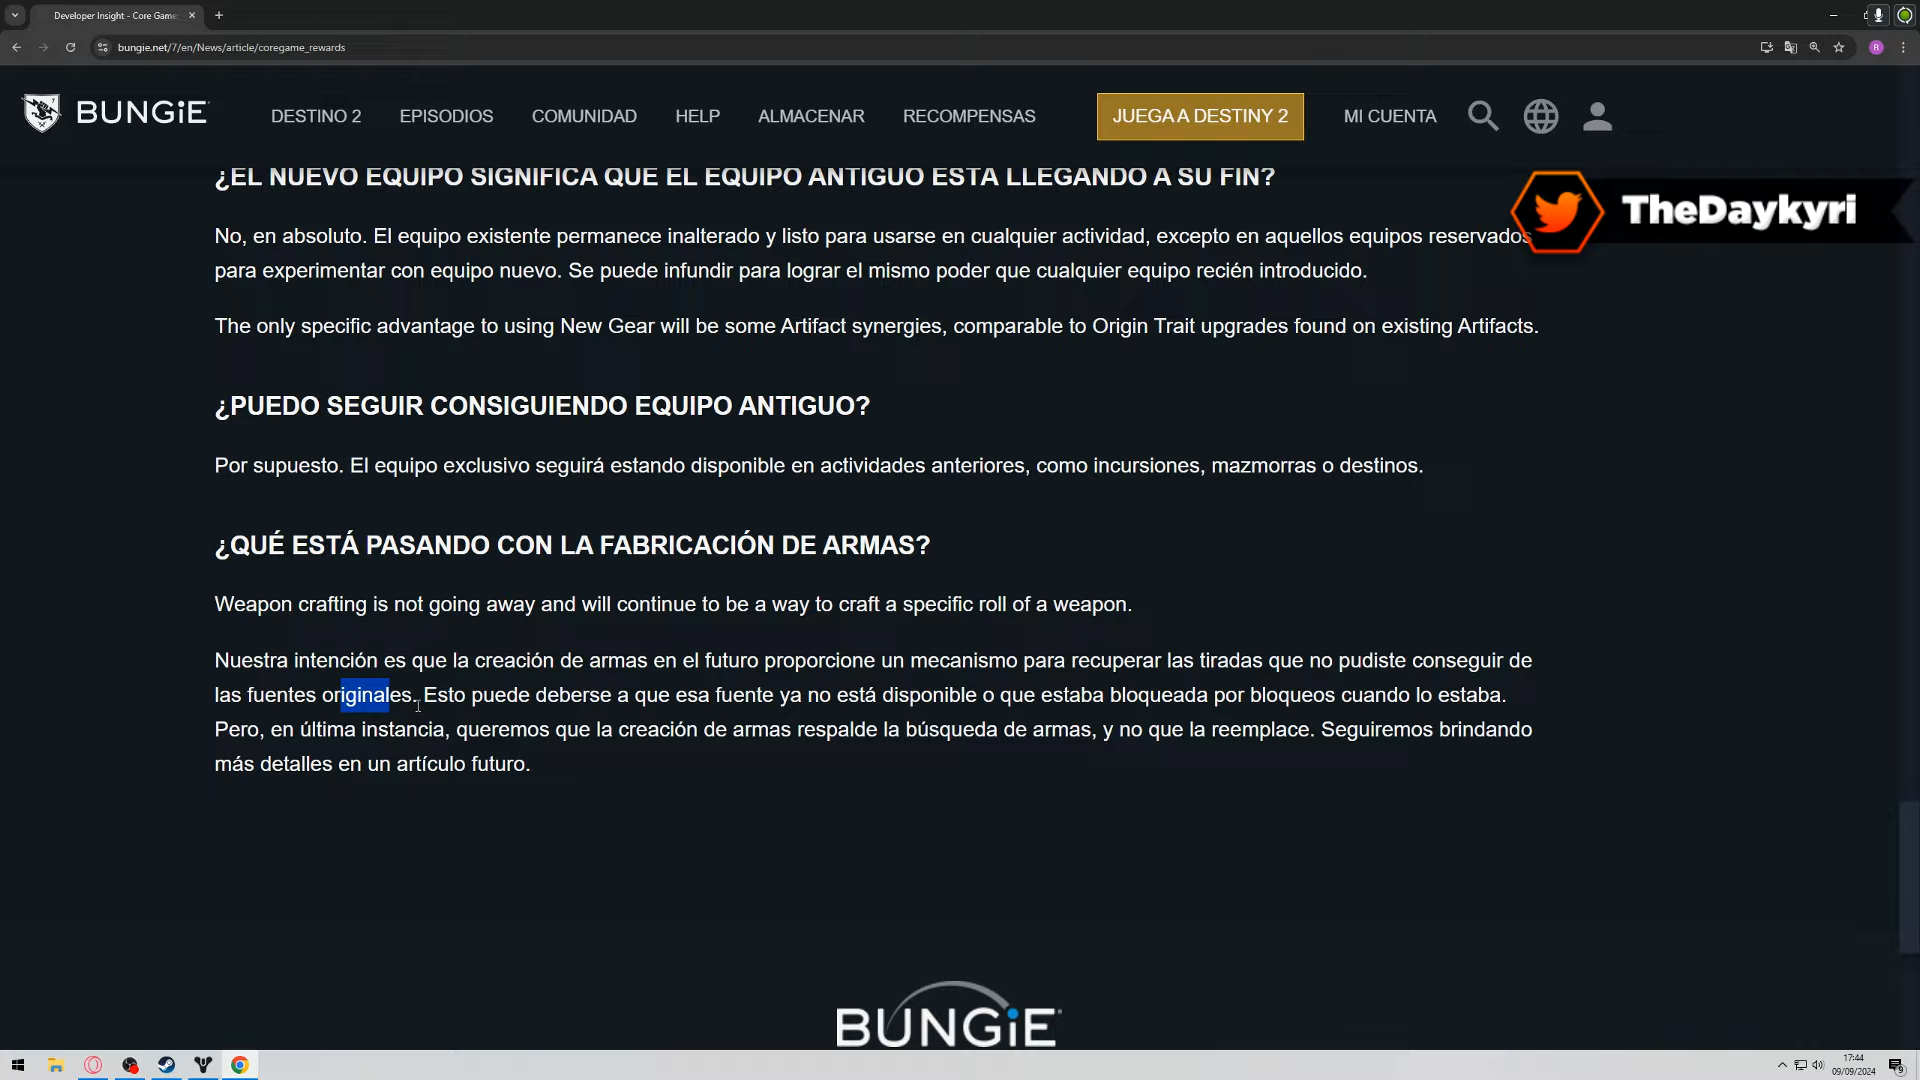 Developer Insight - Core Game
bungie.net/7/en/News/article/coregame_rewards
R
BUNGiE
DESTINO 2
EPISODIOS
COMUNIDAD
HELP
ALMACENAR
RECOMPENSAS
JUEGA A DESTINY 2
MI CUENTA
TheDaykyri
¿EL NUEVO EQUIPO SIGNIFICA QUE EL EQUIPO ANTIGUO ESTÁ LLEGANDO A SU FIN?
No, en absoluto. El equipo existente permanece inalterado y listo para usarse en cualquier actividad, excepto en aquellos equipos reservados
para experimentar con equipo nuevo. Se puede infundir para lograr el mismo poder que cualquier equipo recién introducido.
The only specific advantage to using New Gear will be some Artifact synergies, comparable to Origin Trait upgrades found on existing Artifacts.
¿PUEDO SEGUIR CONSIGUIENDO EQUIPO ANTIGUO?
Por supuesto. El equipo exclusivo seguirá estando disponible en actividades anteriores, como incursiones, mazmorras o destinos.
¿QUÉ ESTÁ PASANDO CON LA FABRICACIÓN DE ARMAS?
Weapon crafting is not going away and will continue to be a way to craft a specific roll of a weapon.
Nuestra intención es que la creación de armas en el futuro proporcione un mecanismo para recuperar las tiradas que no pudiste conseguir de
las fuentes originales. Esto puede deberse a que esa fuente ya no está disponible o que estaba bloqueada por bloqueos cuando lo estaba.
Pero, en última instancia, queremos que la creación de armas respalde la búsqueda de armas, y no que la reemplace. Seguiremos brindando
más detalles en un artículo futuro.
BUNGiE
17:44
09/09/2024